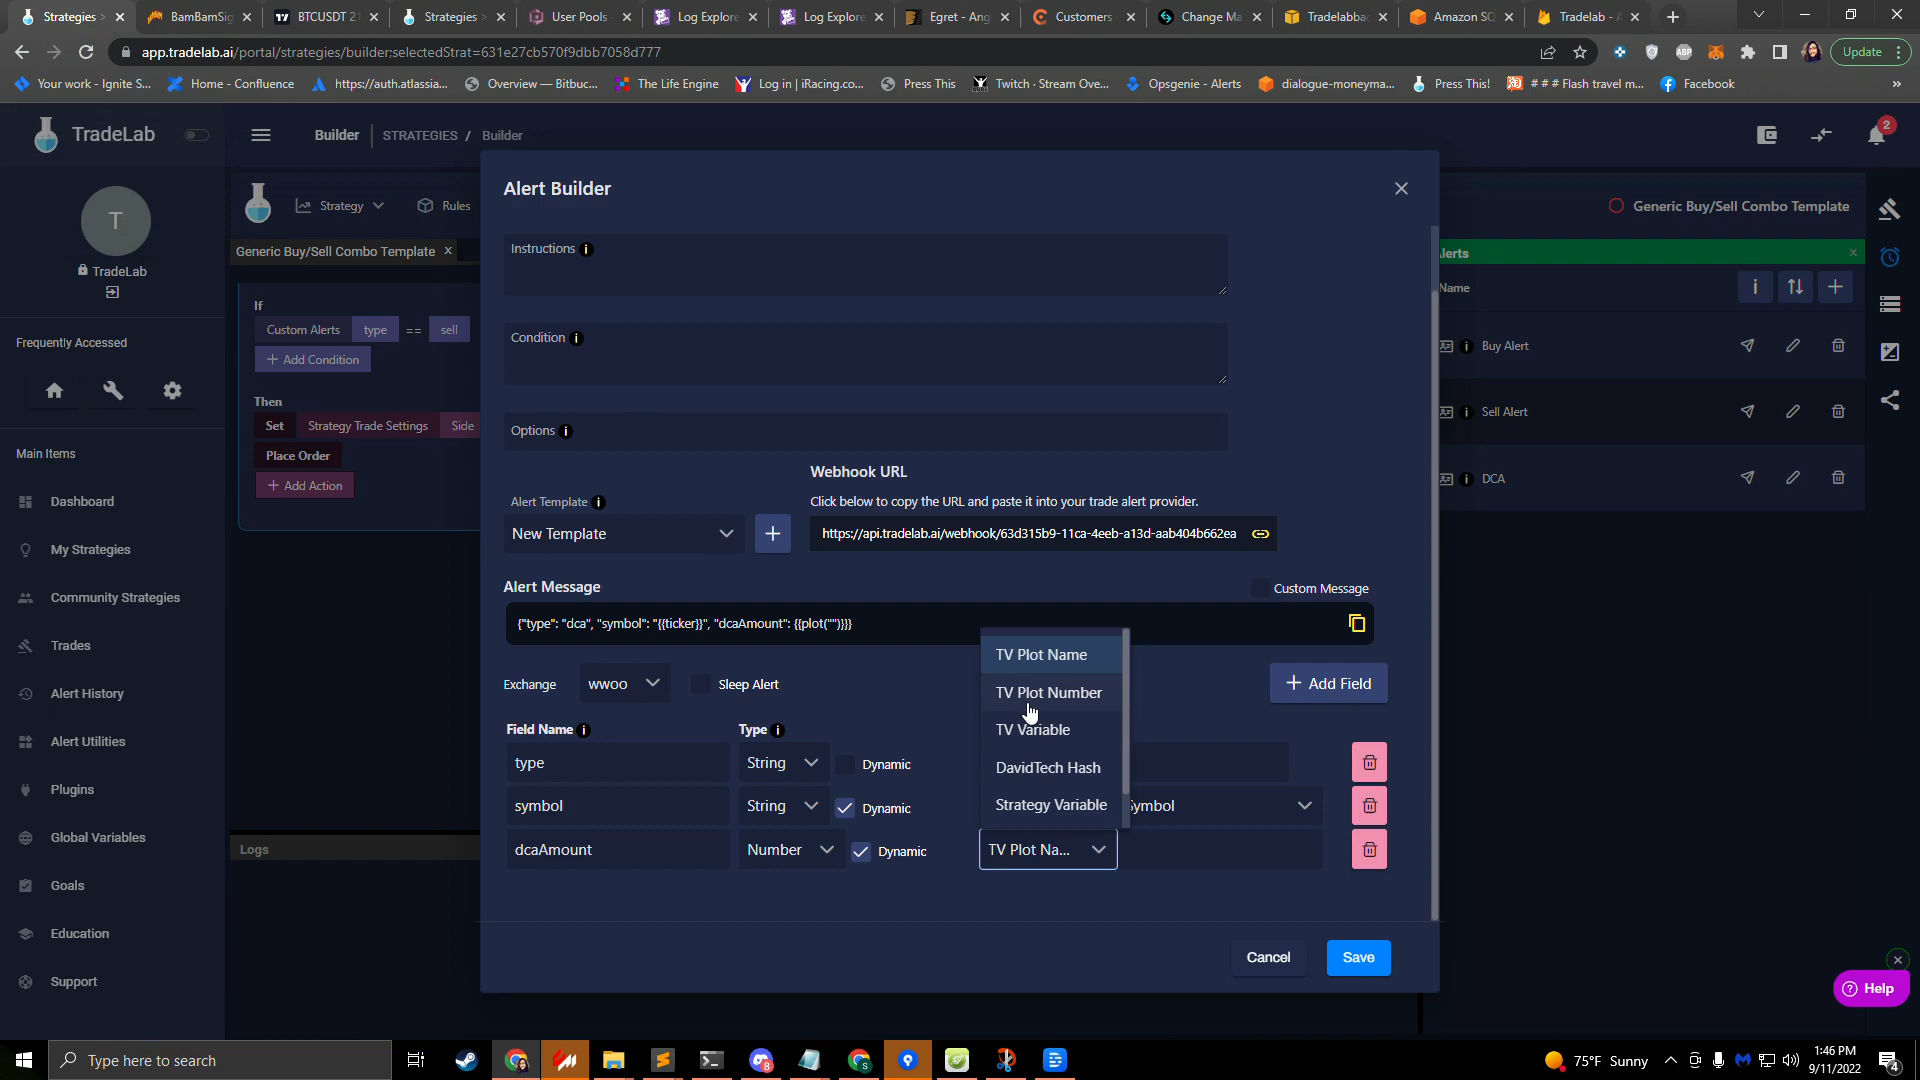 Strategies >
BamBamSig
BTCUSDT 21
Strategies >
User Pools -
Log Explore
Log Explore
Egret - Ang
Customers
Change Ma
Tradelabbac
Amazon SQ
Tradelab - A
app.tradelab.ai/portal/strategies/builder;selectedStrat=631e27cb570f9dbb7058d777
Update
Your work - Ignite S...
Home - Confluence
https://auth.atlassia...
Overview — Bitbuc...
The Life Engine
Log in | iRacing.co...
Press This
Twitch · Stream Ove...
Opsgenie - Alerts
dialogue-moneyma...
Press This!
# # # Flash travel m...
Facebook
»
TradeLab
Builder
STRATEGIES / Builder
2
T
TradeLab
Frequently Accessed
Main Items
Dashboard
My Strategies
Community Strategies
Trades
Alert History
Alert Utilities
Plugins
Global Variables
Goals
Education
Support
Strategy
Rules
Generic Buy/Sell Combo Template x
If
Custom Alerts type == sell
+ Add Condition
Then
Set Strategy Trade Settings Side
Place Order
+ Add Action
Logs
Alert Builder
Instructions i
Condition i
Options i
Webhook URL
Click below to copy the URL and paste it into your trade alert provider.
Alert Template i
New Template
+
https://api.tradelab.ai/webhook/63d315b9-11ca-4eeb-a13d-aab404b662ea
Alert Message
Custom Message
{"type": "dca", "symbol": "{{ticker}}", "dcaAmount": {{plot("")}}}
Exchange
wwoo
Sleep Alert
+ Add Field
Field Name i
Type i
type
String
Dynamic
symbol
String
Dynamic
Symbol
dcaAmount
Number
Dynamic
TV Plot Na...
TV Plot Name
TV Plot Number
TV Variable
DavidTech Hash
Strategy Variable
Cancel
Save
Generic Buy/Sell Combo Template
lerts
x
Name
i
+
i Buy Alert
i Sell Alert
i DCA
Help
Type here to search
75°F Sunny
1:46 PM
9/11/2022
4